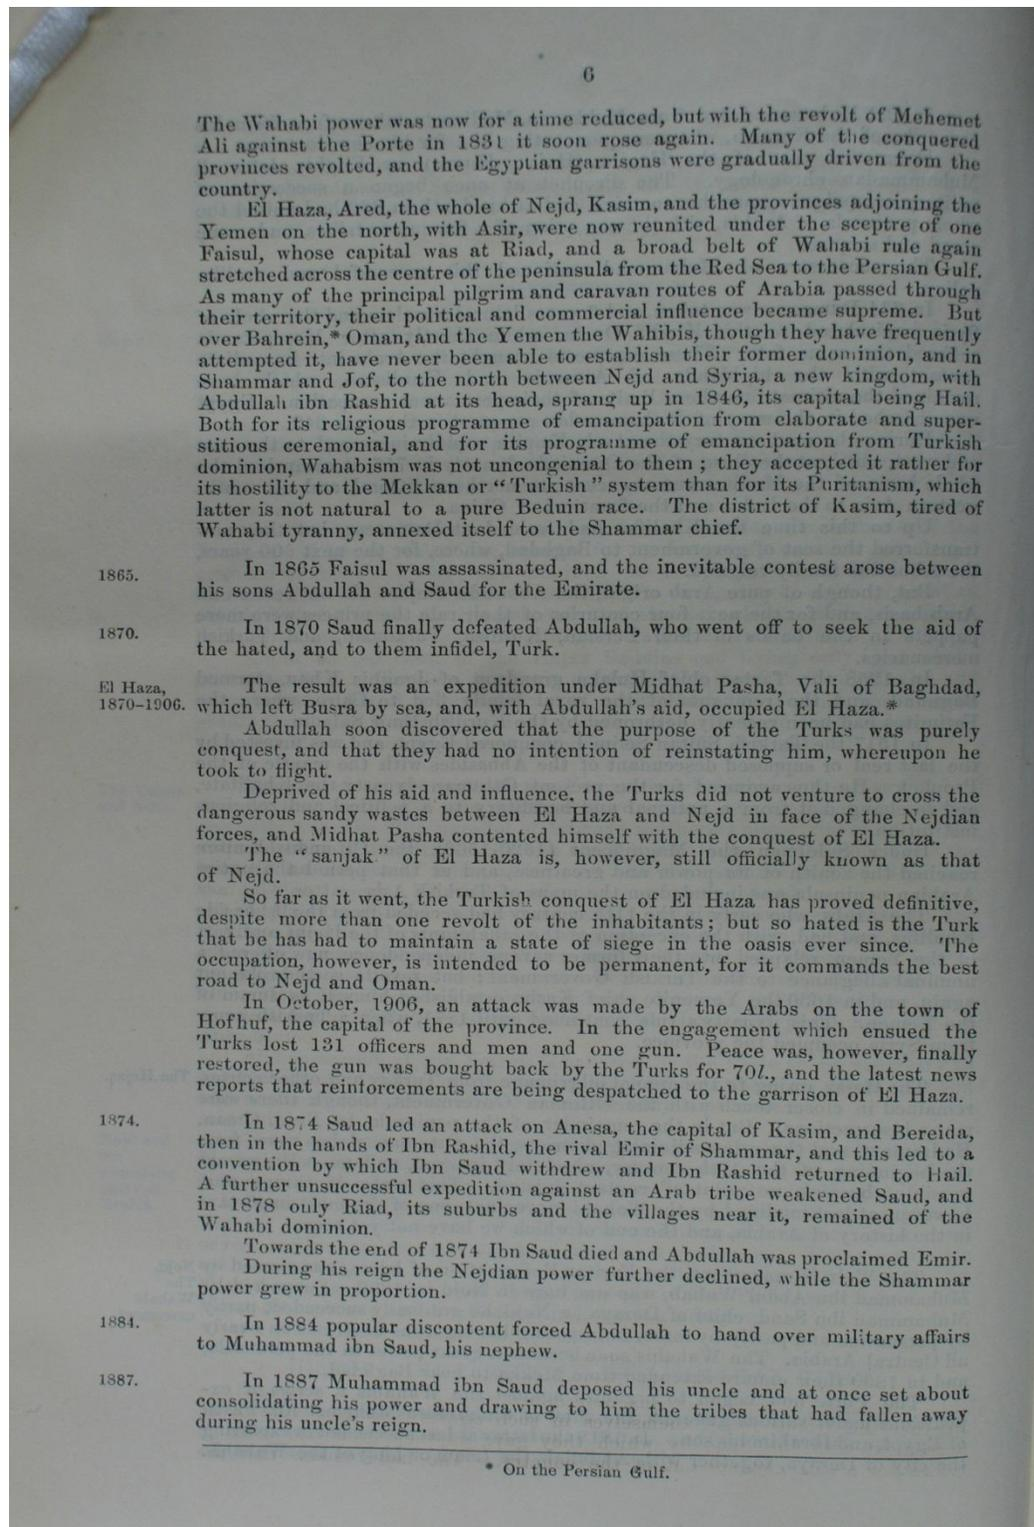 6
The Wahabi power was now for a time reduced, but with the revolt of Mehemet
Ali against the Porte in 1831 it soon rose again. Many of the conquered
provinces revolted, and the Egyptian garrisons were gradually driven from the
country.
El Haza, Ared, the whole of Nejd, Kasim, and the provinces adjoining the
Yemen on the north, with Asir, were now reunited under the sceptre of one
Faisul, whose capital was at Riad, and a broad belt of Wahabi rule again
stretched across the centre of the peninsula from the Red Sea to the Persian Gulf.
As many of the principal pilgrim and caravan routes of Arabia passed through
their territory, their political and commercial influence became supreme. But
over Bahrein,* Oman, and the Yemen the Wahibis, though they have frequently
attempted it, have never been able to establish their former dominion, and in
Shammar and Jof, to the north between Nejd and Syria, a new kingdom, with
Abdullah ibn Rashid at its head, sprang up in 1846, its capital being Hail.
Both for its religious programme of emancipation from elaborate and super-
stitious ceremonial, and for its programme of emancipation from Turkish
dominion, Wahabism was not uncongenial to them ; they accepted it rather for
its hostility to the Mekkan or "Turkish" system than for its Puritanism, which
latter is not natural to a pure Beduin race. The district of Kasim, tired of
Wahabi tyranny, annexed itself to the Shammar chief.
1865. In 1865 Faisul was assassinated, and the inevitable contest arose between
his sons Abdullah and Saud for the Emirate.
1870. In 1870 Saud finally defeated Abdullah, who went off to seek the aid of
the hated, and to them infidel, Turk.
El Haza, The result was an expedition under Midhat Pasha, Vali of Baghdad,
1870-1906. which left Busra by sea, and, with Abdullah's aid, occupied El Haza.*
Abdullah soon discovered that the purpose of the Turks was purely
conquest, and that they had no intention of reinstating him, whereupon he
took to flight.
Deprived of his aid and influence, the Turks did not venture to cross the
dangerous sandy wastes between El Haza and Nejd in face of the Nejdian
forces, and Midhat Pasha contented himself with the conquest of El Haza.
The "sanjak" of El Haza is, however, still officially known as that
of Nejd.
So far as it went, the Turkish conquest of El Haza has proved definitive,
despite more than one revolt of the inhabitants; but so hated is the Turk
that he has had to maintain a state of siege in the oasis ever since. The
occupation, however, is intended to be permanent, for it commands the best
road to Nejd and Oman.
In October, 1906, an attack was made by the Arabs on the town of
Hofhuf, the capital of the province. In the engagement which ensued the
Turks lost 131 officers and men and one gun. Peace was, however, finally
restored, the gun was bought back by the Turks for 70l., and the latest news
reports that reinforcements are being despatched to the garrison of El Haza.
1874. In 1874 Saud led an attack on Anesa, the capital of Kasim, and Bereida,
then in the hands of Ibn Rashid, the rival Emir of Shammar, and this led to a
convention by which Ibn Saud withdrew and Ibn Rashid returned to Hail.
A further unsuccessful expedition against an Arab tribe weakened Saud, and
in 1878 only Riad, its suburbs and the villages near it, remained of the
Wahabi dominion.
Towards the end of 1874 Ibn Saud died and Abdullah was proclaimed Emir.
During his reign the Nejdian power further declined, while the Shammar
power grew in proportion.
1884. In 1884 popular discontent forced Abdullah to hand over military affairs
to Muhammad ibn Saud, his nephew.
1887. In 1887 Muhammad ibn Saud deposed his uncle and at once set about
consolidating his power and drawing to him the tribes that had fallen away
during his uncle's reign.
* On the Persian Gulf.